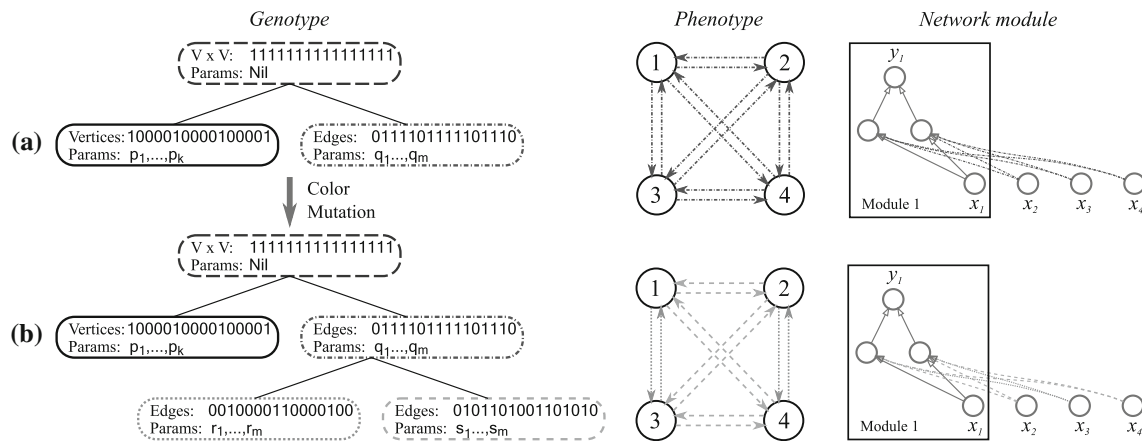 Genotype Phenotype Network module
(a)
V x V: 1111111111111111
Params: Nil
Vertices: 1000010000100001
Params: p1,...,pk
Edges: 0111101111101110
Params: q1...,qm
Color
Mutation
1 2
3 4
y1
Module 1 x1 x2 x3 x4
(b)
V x V: 1111111111111111
Params: Nil
Vertices: 1000010000100001
Params: p1,...,pk
Edges: 0111101111101110
Params: q1...,qm
Edges: 0010000110000100
Params: r1,...,rm
Edges: 0101101001101010
Params: s1...,sm
1 2
3 4
y1
Module 1 x1 x2 x3 x4